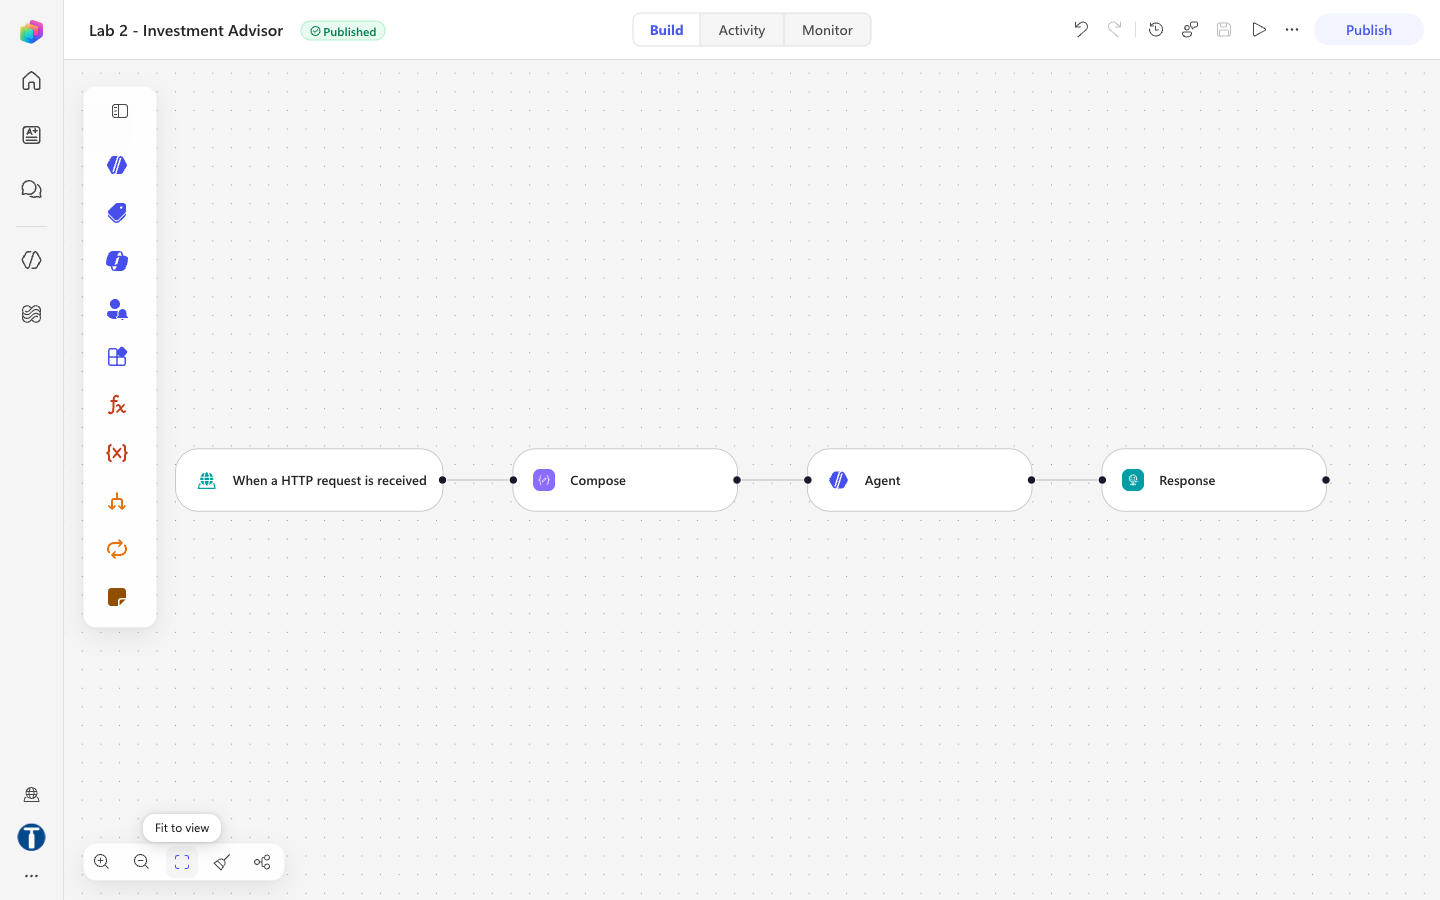 Lab 2 - Investment Advisor
Published
Build
Activity
Monitor
Publish
When a HTTP request is received
Compose
Agent
Response
Fit to view